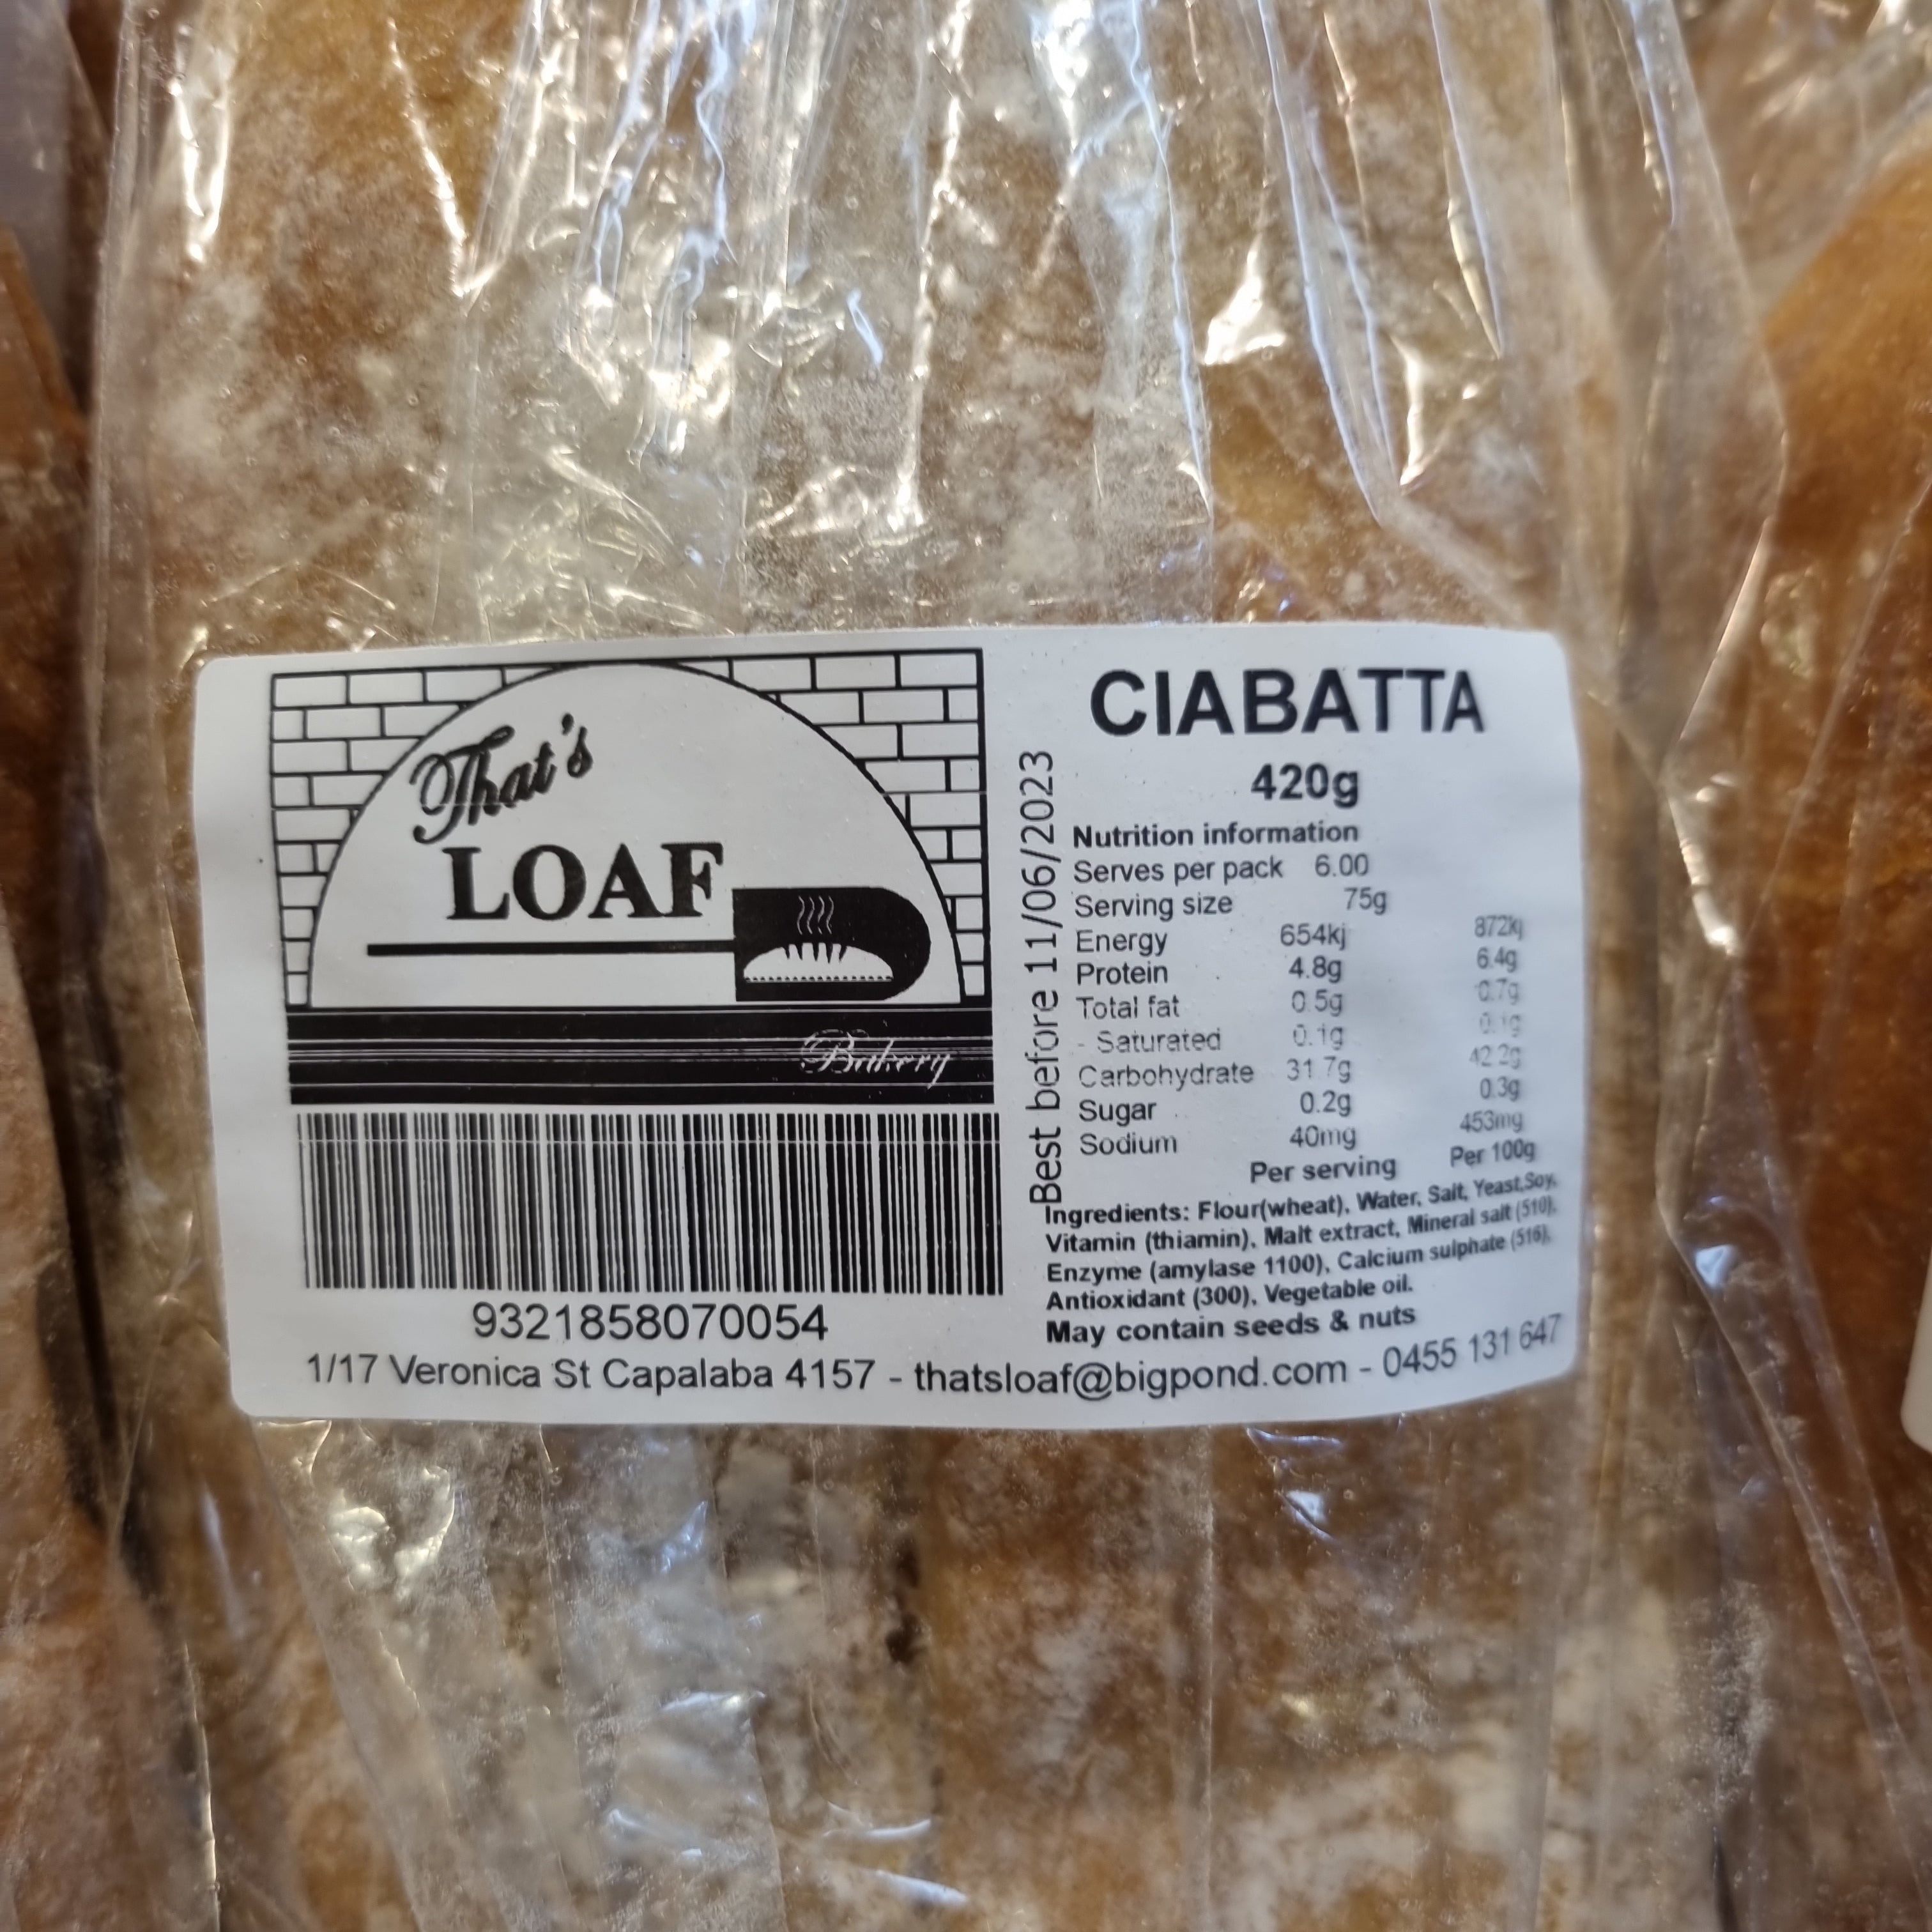 That's
LOAF
Bakery
9321858070054
Best before 11/06/2023
CIABATTA
420g
Nutrition information
Serves per pack 6.00
Serving size 75g
Energy 654kj 872kj
Protein 4.8g 6.4g
Total fat 0.5g 0.7g
- Saturated 0.1g 0.1g
Carbohydrate 31.7g 42.2g
Sugar 0.2g 0.3g
Sodium 40mg 453mg
Per serving Per 100g
Ingredients: Flour(wheat), Water, Salt, Yeast,Soy,
Vitamin (thiamin), Malt extract, Mineral salt (510),
Enzyme (amylase 1100), Calcium sulphate (516),
Antioxidant (300), Vegetable oil.
May contain seeds & nuts
1/17 Veronica St Capalaba 4157 - thatsloaf@bigpond.com - 0455 131 647